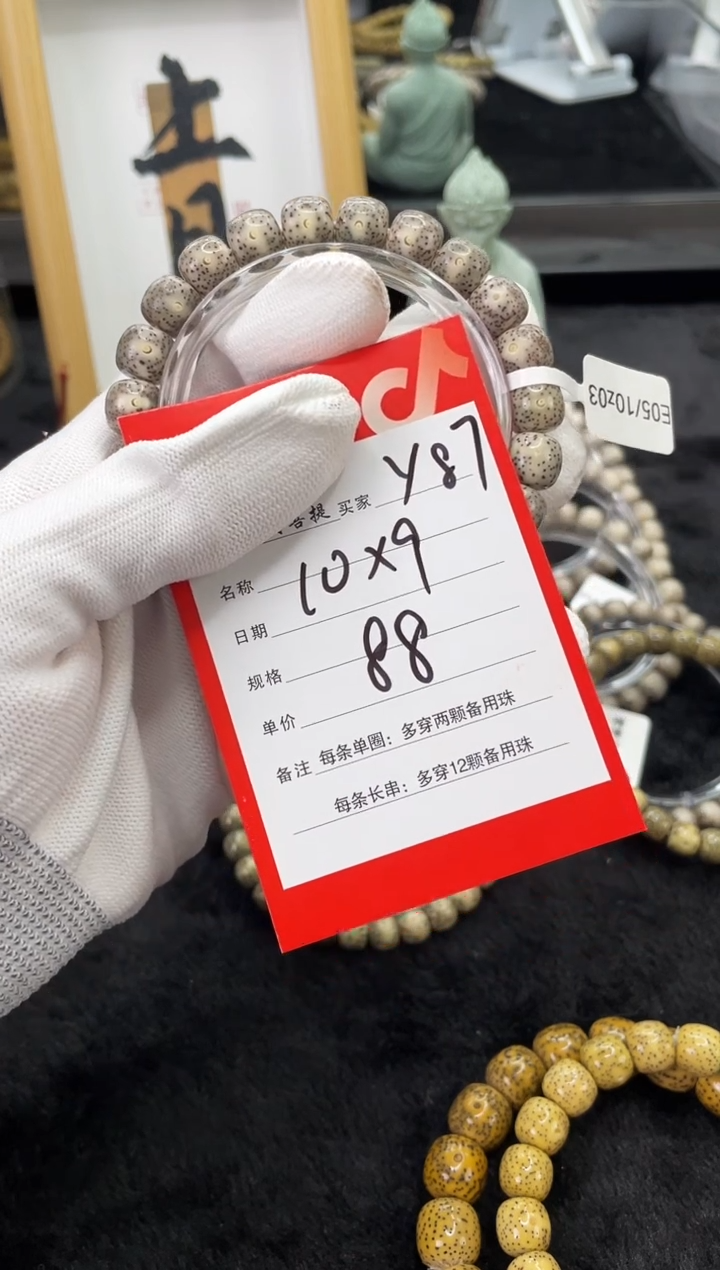 上
E05/10z03
菩提 买家 Y87
名称 10×9
日期
规格 88
单价
备注 每条单圈：多穿两颗备用珠
每条长串：多穿12颗备用珠